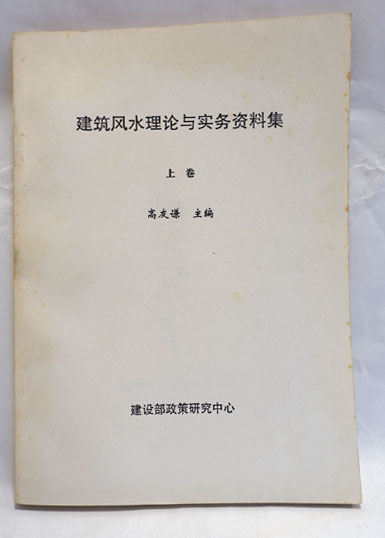 建筑风水理论与实务资料集
上 卷
高友谦 主编
建设部政策研究中心